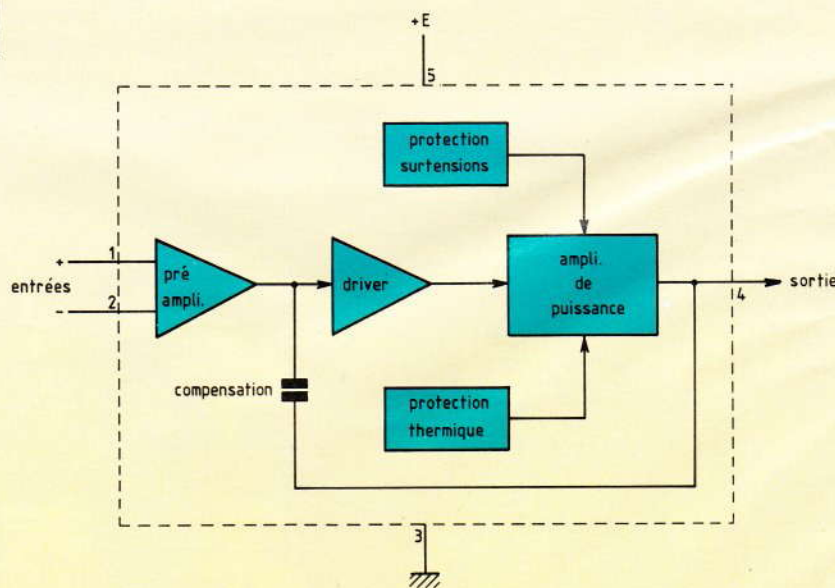 +E
5
protection
surtensions
1
+
entrées
-
2
pré
ampli.
driver
ampli.
de
puissance
4
sortie
compensation
protection
thermique
3